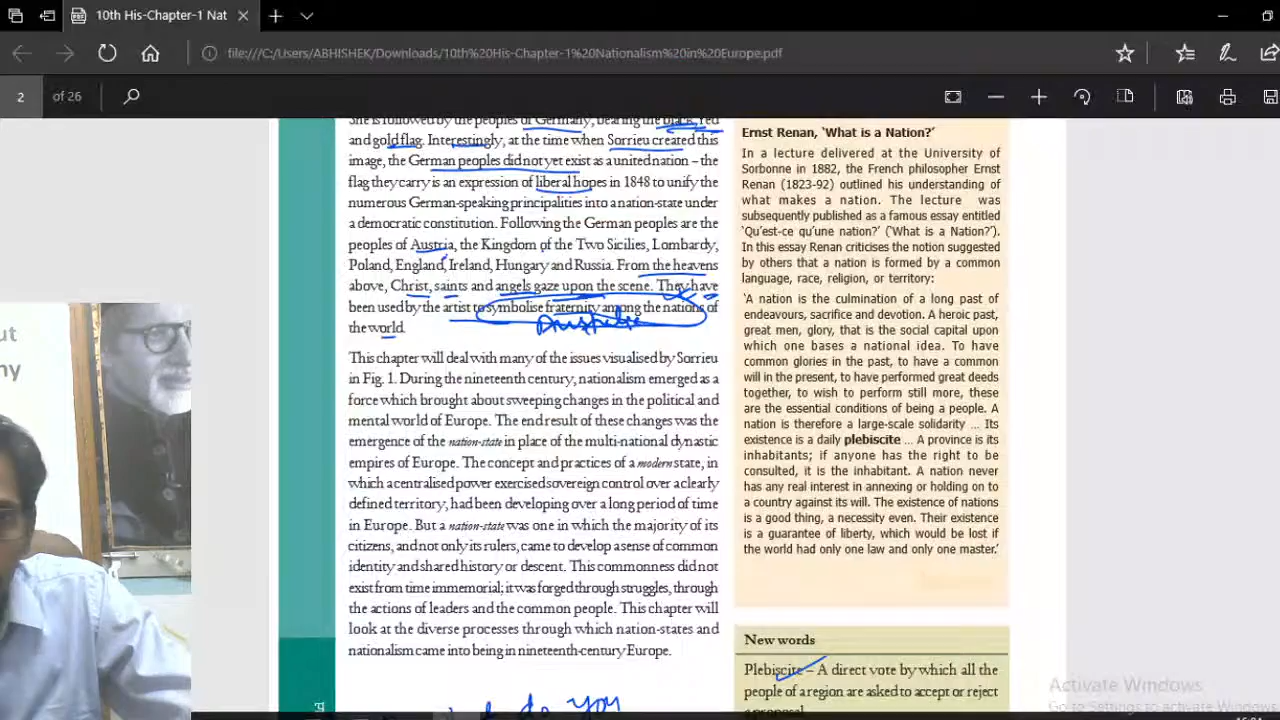 10th His-Chapter-1 Nat
file:///C:/Users/ABHISHEK/Downloads/10th%20His-Chapter-1%20Nationalism%20in%20Europe.pdf
2 of 26
She is followed by the peoples of Germany, bearing the black, red
and gold flag. Interestingly, at the time when Sorrieu created this
image, the German peoples did not yet exist as a united nation – the
flag they carry is an expression of liberal hopes in 1848 to unify the
numerous German-speaking principalities into a nation-state under
a democratic constitution. Following the German peoples are the
peoples of Austria, the Kingdom of the Two Sicilies, Lombardy,
Poland, England, Ireland, Hungary and Russia. From the heavens
above, Christ, saints and angels gaze upon the scene. They have
been used by the artist to symbolise fraternity among the nations of
the world.
This chapter will deal with many of the issues visualised by Sorrieu
in Fig. 1. During the nineteenth century, nationalism emerged as a
force which brought about sweeping changes in the political and
mental world of Europe. The end result of these changes was the
emergence of the nation-state in place of the multi-national dynastic
empires of Europe. The concept and practices of a modern state, in
which a centralised power exercised sovereign control over a clearly
defined territory, had been developing over a long period of time
in Europe. But a nation-state was one in which the majority of its
citizens, and not only its rulers, came to develop a sense of common
identity and shared history or descent. This commonness did not
exist from time immemorial; it was forged through struggles, through
the actions of leaders and the common people. This chapter will
look at the diverse processes through which nation-states and
nationalism came into being in nineteenth-century Europe.
do you
Ernst Renan, ‘What is a Nation?’
In a lecture delivered at the University of
Sorbonne in 1882, the French philosopher Ernst
Renan (1823-92) outlined his understanding of
what makes a nation. The lecture was
subsequently published as a famous essay entitled
‘Qu’est-ce qu’une nation?’ (‘What is a Nation?’).
In this essay Renan criticises the notion suggested
by others that a nation is formed by a common
language, race, religion, or territory:
‘A nation is the culmination of a long past of
endeavours, sacrifice and devotion. A heroic past,
great men, glory, that is the social capital upon
which one bases a national idea. To have
common glories in the past, to have a common
will in the present, to have performed great deeds
together, to wish to perform still more, these
are the essential conditions of being a people. A
nation is therefore a large-scale solidarity … Its
existence is a daily plebiscite … A province is its
inhabitants; if anyone has the right to be
consulted, it is the inhabitant. A nation never
has any real interest in annexing or holding on to
a country against its will. The existence of nations
is a good thing, a necessity even. Their existence
is a guarantee of liberty, which would be lost if
the world had only one law and only one master.’
New words
Plebiscite – A direct vote by which all the
people of a region are asked to accept or reject
a proposal
Activate Windows
Go to Settings to activate Windows.